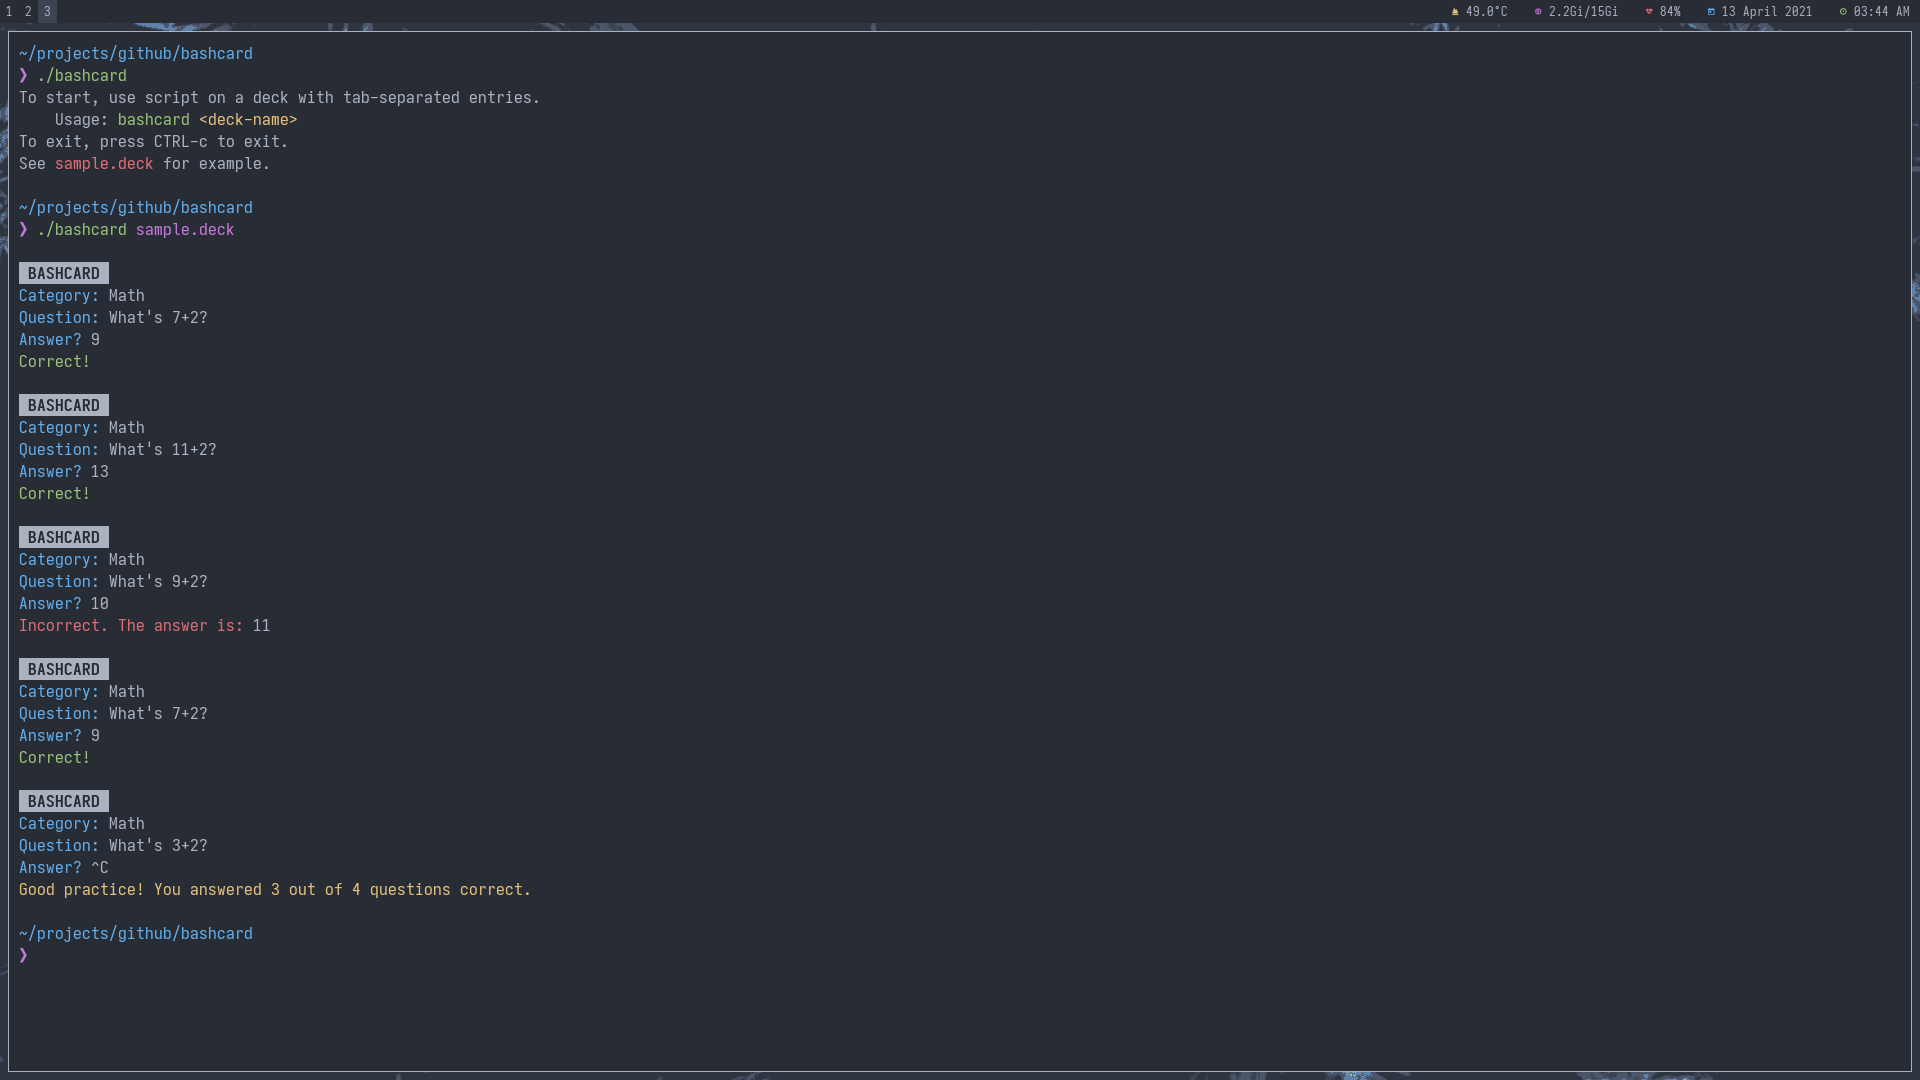 1 2 3 49.0°C 2.2Gi/15Gi 84% 13 April 2021 03:44 AM
~/projects/github/bashcard
❯ ./bashcard
To start, use script on a deck with tab-separated entries.
Usage: bashcard <deck-name>
To exit, press CTRL-c to exit.
See sample.deck for example.
~/projects/github/bashcard
❯ ./bashcard sample.deck
BASHCARD
Category: Math
Question: What's 7+2?
Answer? 9
Correct!
BASHCARD
Category: Math
Question: What's 11+2?
Answer? 13
Correct!
BASHCARD
Category: Math
Question: What's 9+2?
Answer? 10
Incorrect. The answer is: 11
BASHCARD
Category: Math
Question: What's 7+2?
Answer? 9
Correct!
BASHCARD
Category: Math
Question: What's 3+2?
Answer? ^C
Good practice! You answered 3 out of 4 questions correct.
~/projects/github/bashcard
❯